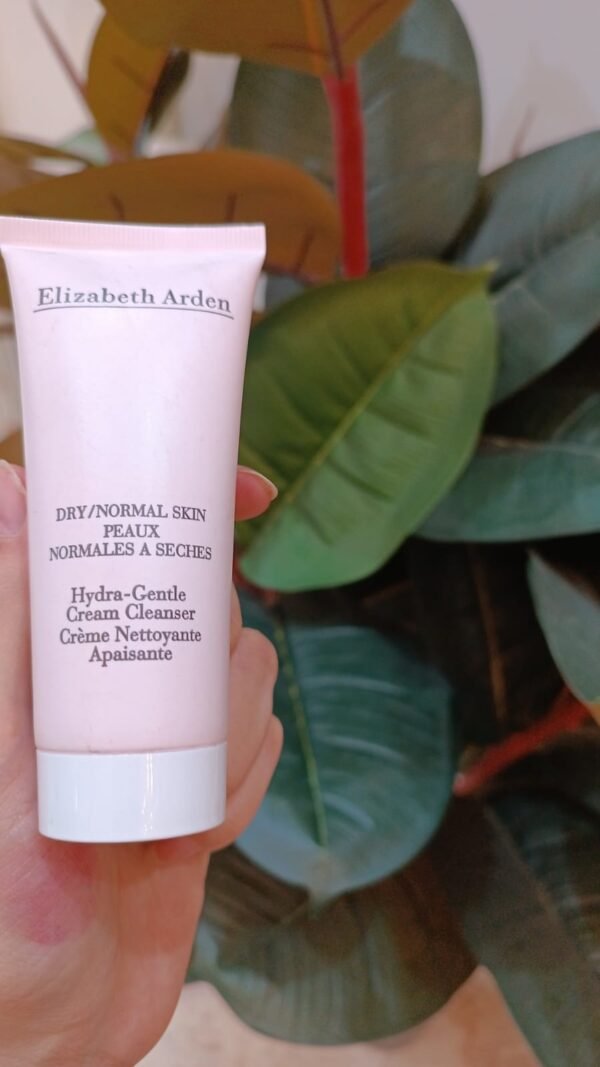 Elizabeth Arden
DRY/NORMAL SKIN
PEAUX
NORMALES A SECHES
Hydra-Gentle
Cream Cleanser
Crème Nettoyante
Apaisante